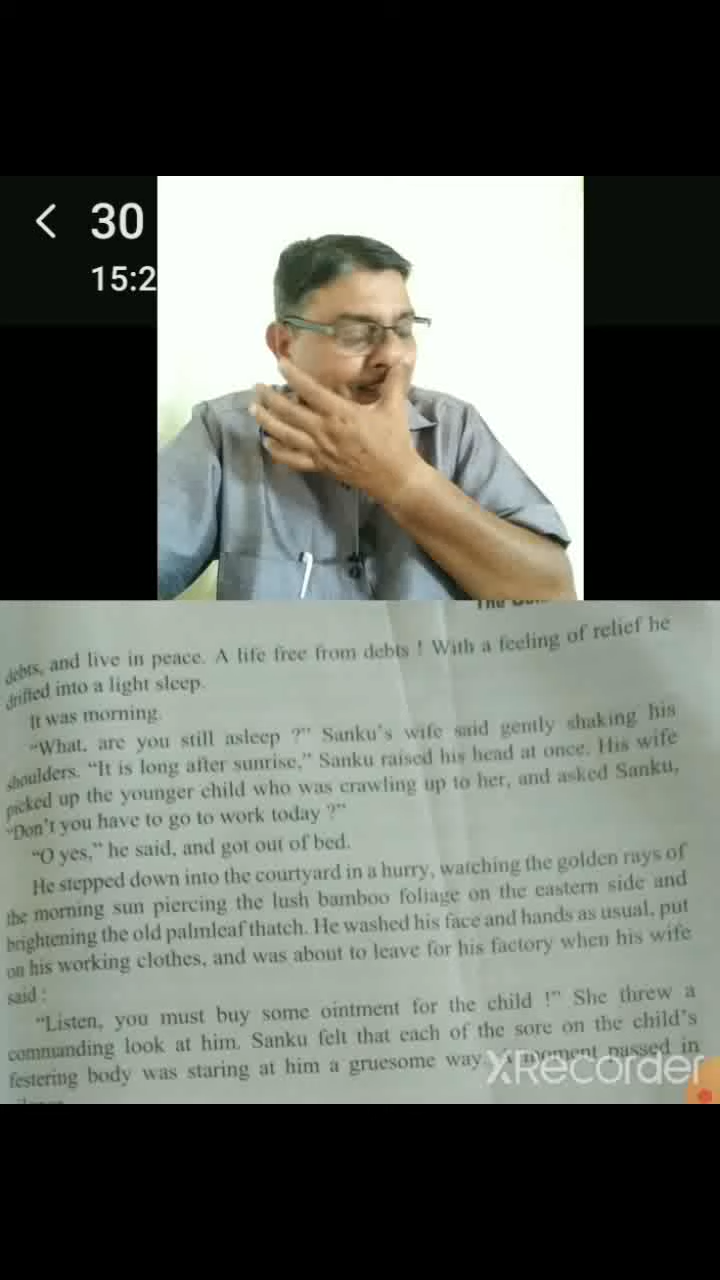 30
15:2
debts, and live in peace. A life free from debts ! With a feeling of relief he
drifted into a light sleep.
It was morning.
“What, are you still asleep ?” Sanku’s wife said gently shaking his
shoulders. “It is long after sunrise,” Sanku raised his head at once. His wife
picked up the younger child who was crawling up to her, and asked Sanku,
“Don’t you have to go to work today ?”
“O yes,” he said, and got out of bed.
He stepped down into the courtyard in a hurry, watching the golden rays of
the morning sun piercing the lush bamboo foliage on the eastern side and
brightening the old palmleaf thatch. He washed his face and hands as usual, put
on his working clothes, and was about to leave for his factory when his wife
said :
“Listen, you must buy some ointment for the child !” She threw a
commanding look at him. Sanku felt that each of the sore on the child’s
festering body was staring at him a gruesome way. A moment passed in
XRecorder